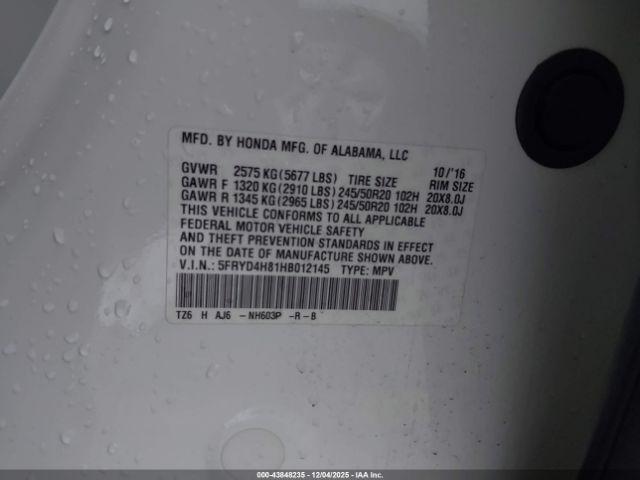 MFD. BY HONDA MFG. OF ALABAMA, LLC 10/'16
GVWR 2575 KG(5677 LBS) TIRE SIZE RIM SIZE
GAWR F 1320 KG(2910 LBS) 245/50R20 102H 20X8.0J
GAWR R 1345 KG(2965 LBS) 245/50R20 102H 20X8.0J
THIS VEHICLE CONFORMS TO ALL APPLICABLE
FEDERAL MOTOR VEHICLE SAFETY
AND THEFT PREVENTION STANDARDS IN EFFECT
ON THE DATE OF MANUFACTURE SHOWN ABOVE.
V.I.N.: 5FRYD4H81HB012145 TYPE: MPV
TZ6 H AJ6 - NH603P -R-B
000-43848235 - 12/04/2025 - IAA Inc.